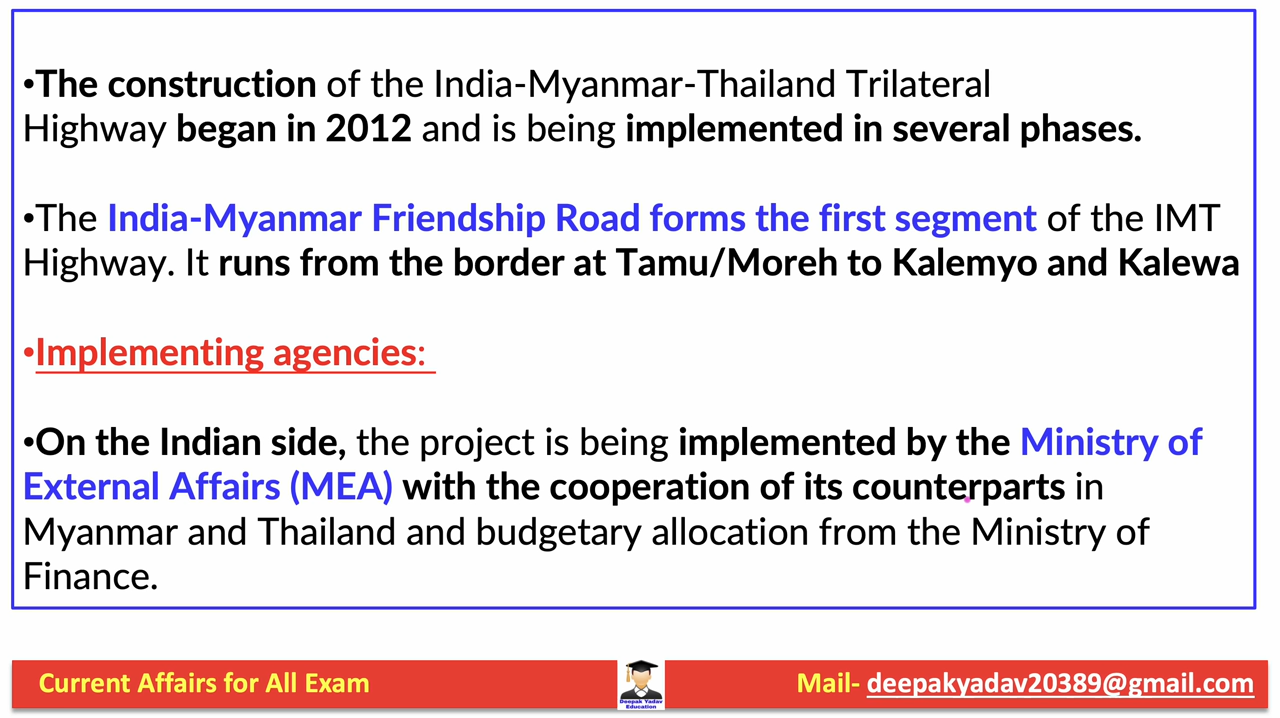 •The construction of the India-Myanmar-Thailand Trilateral
Highway began in 2012 and is being implemented in several phases.
•The India-Myanmar Friendship Road forms the first segment of the IMT
Highway. It runs from the border at Tamu/Moreh to Kalemyo and Kalewa
•Implementing agencies:
•On the Indian side, the project is being implemented by the Ministry of
External Affairs (MEA) with the cooperation of its counterparts in
Myanmar and Thailand and budgetary allocation from the Ministry of
Finance.
Current Affairs for All Exam
Deepak Yadav
Education
Mail- deepakyadav20389@gmail.com